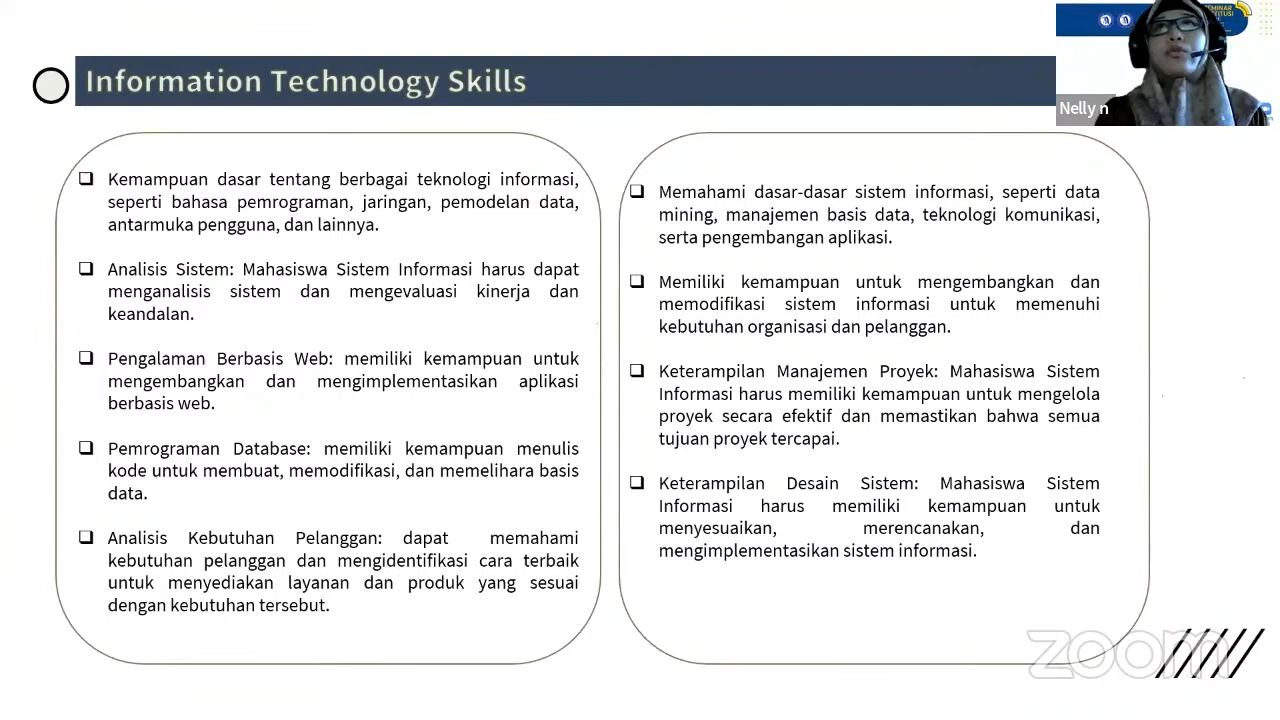 Information Technology Skills
SEMINAR
Nelly n
❑ Kemampuan dasar tentang berbagai teknologi informasi,
seperti bahasa pemrograman, jaringan, pemodelan data,
antarmuka pengguna, dan lainnya.
❑ Analisis Sistem: Mahasiswa Sistem Informasi harus dapat
menganalisis sistem dan mengevaluasi kinerja dan
keandalan.
❑ Pengalaman Berbasis Web: memiliki kemampuan untuk
mengembangkan dan mengimplementasikan aplikasi
berbasis web.
❑ Pemrograman Database: memiliki kemampuan menulis
kode untuk membuat, memodifikasi, dan memelihara basis
data.
❑ Analisis Kebutuhan Pelanggan: dapat memahami
kebutuhan pelanggan dan mengidentifikasi cara terbaik
untuk menyediakan layanan dan produk yang sesuai
dengan kebutuhan tersebut.
❑ Memahami dasar-dasar sistem informasi, seperti data
mining, manajemen basis data, teknologi komunikasi,
serta pengembangan aplikasi.
❑ Memiliki kemampuan untuk mengembangkan dan
memodifikasi sistem informasi untuk memenuhi
kebutuhan organisasi dan pelanggan.
❑ Keterampilan Manajemen Proyek: Mahasiswa Sistem
Informasi harus memiliki kemampuan untuk mengelola
proyek secara efektif dan memastikan bahwa semua
tujuan proyek tercapai.
❑ Keterampilan Desain Sistem: Mahasiswa Sistem
Informasi harus memiliki kemampuan untuk
menyesuaikan, merencanakan, dan
mengimplementasikan sistem informasi.
zoom